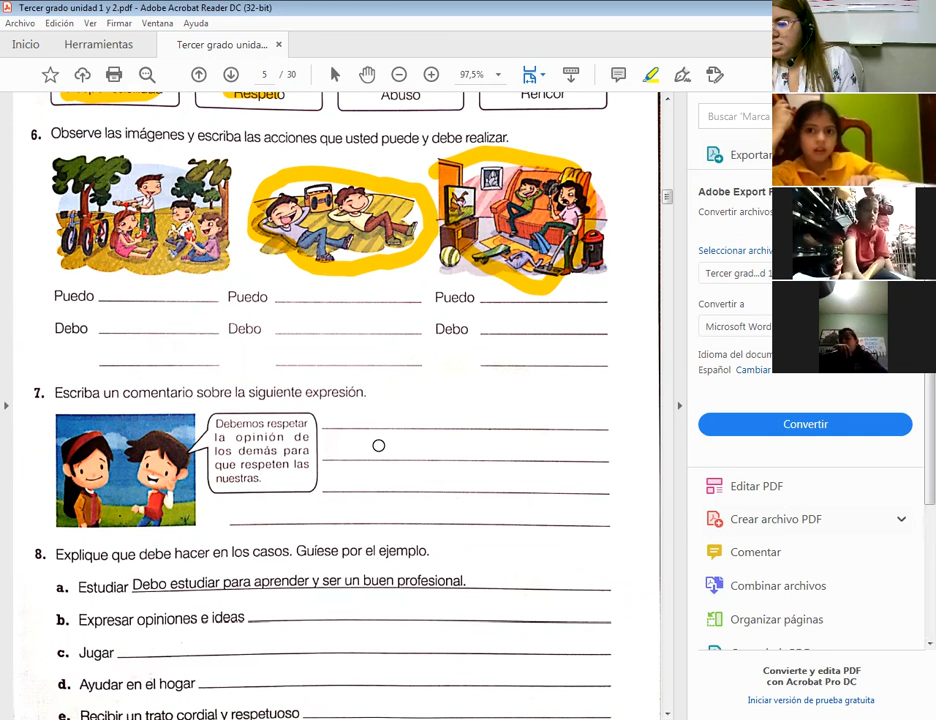 Tercer grado unidad 1 y 2.pdf - Adobe Acrobat Reader DC (32-bit)
Archivo Edición Ver Firmar Ventana Ayuda
Inicio Herramientas Tercer grado unida... ×
5 / 30 97,5%
Respeto Abuso Rencor
6. Observe las imágenes y escriba las acciones que usted puede y debe realizar.
Puedo Puedo Puedo
Debo Debo Debo
7. Escriba un comentario sobre la siguiente expresión.
Debemos respetar
la opinión de
los demás para
que respeten las
nuestras.
8. Explique que debe hacer en los casos. Guíese por el ejemplo.
a. Estudiar Debo estudiar para aprender y ser un buen profesional.
b. Expresar opiniones e ideas
c. Jugar
d. Ayudar en el hogar
e. Recibir un trato cordial y respetuoso
Buscar 'Marca
Exportar
Adobe Export P
Convertir archivos
Seleccionar archiv
Tercer grad...d 1
Convertir a
Microsoft Word
Idioma del docum
Español Cambiar
Convertir
Editar PDF
Crear archivo PDF
Comentar
Combinar archivos
Organizar páginas
Convierte y edita PDF
con Acrobat Pro DC
Iniciar versión de prueba gratuita